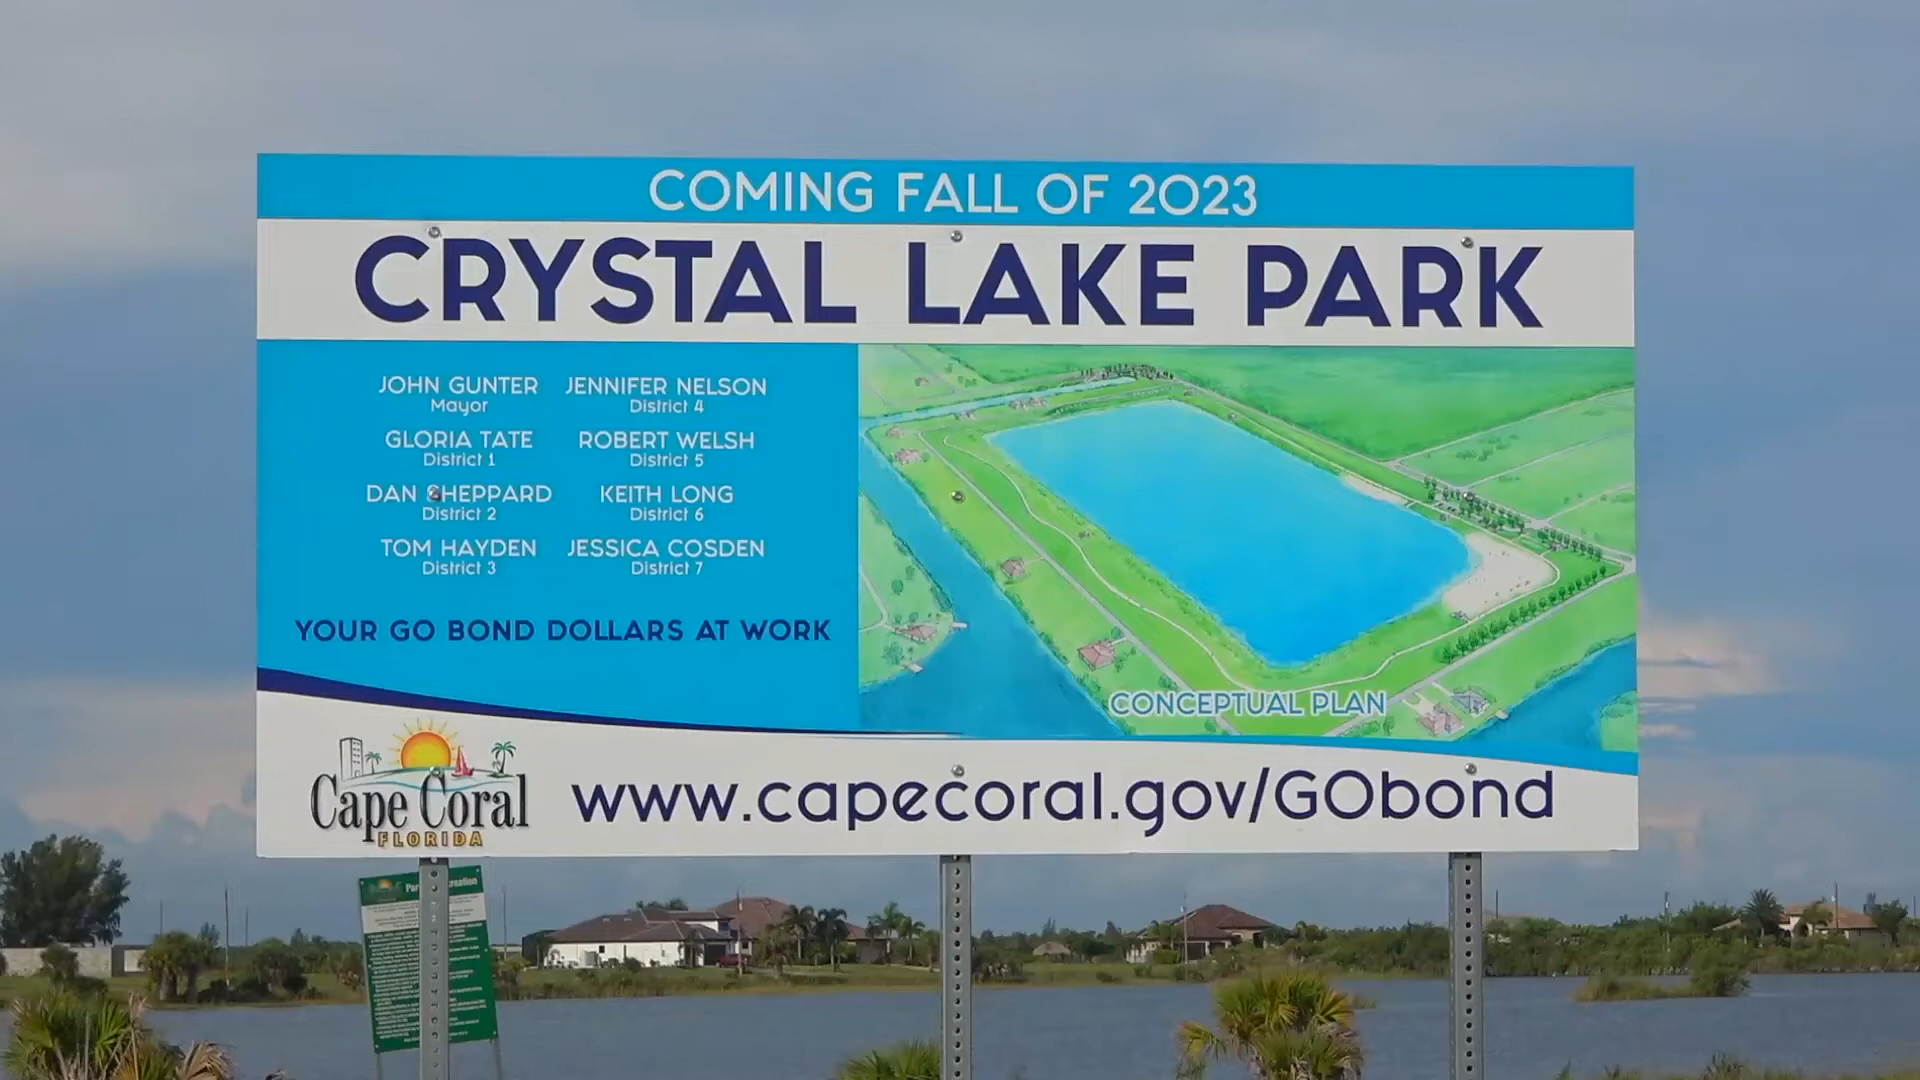 COMING FALL OF 2023
CRYSTAL LAKE PARK
JOHN GUNTER
Mayor
GLORIA TATE
District 1
DAN SHEPPARD
District 2
TOM HAYDEN
District 3
JENNIFER NELSON
District 4
ROBERT WELSH
District 5
KEITH LONG
District 6
JESSICA COSDEN
District 7
YOUR GO BOND DOLLARS AT WORK
CONCEPTUAL PLAN
Cape Coral
FLORIDA
www.capecoral.gov/GObond